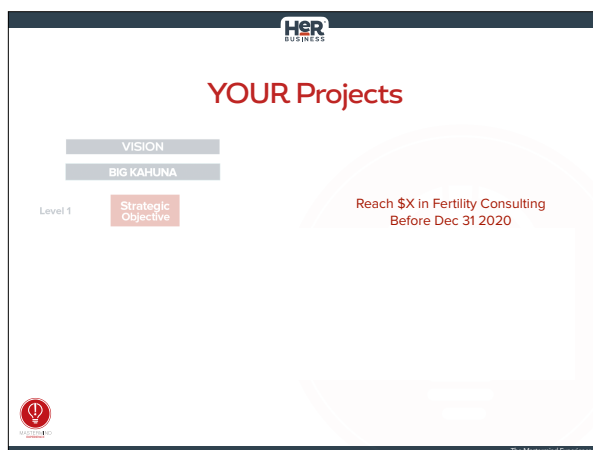 HeR
BUSINESS
YOUR Projects
VISION
BIG KAHUNA
Level 1
Strategic
Objective
Reach $X in Fertility Consulting
Before Dec 31 2020
MASTERMIND